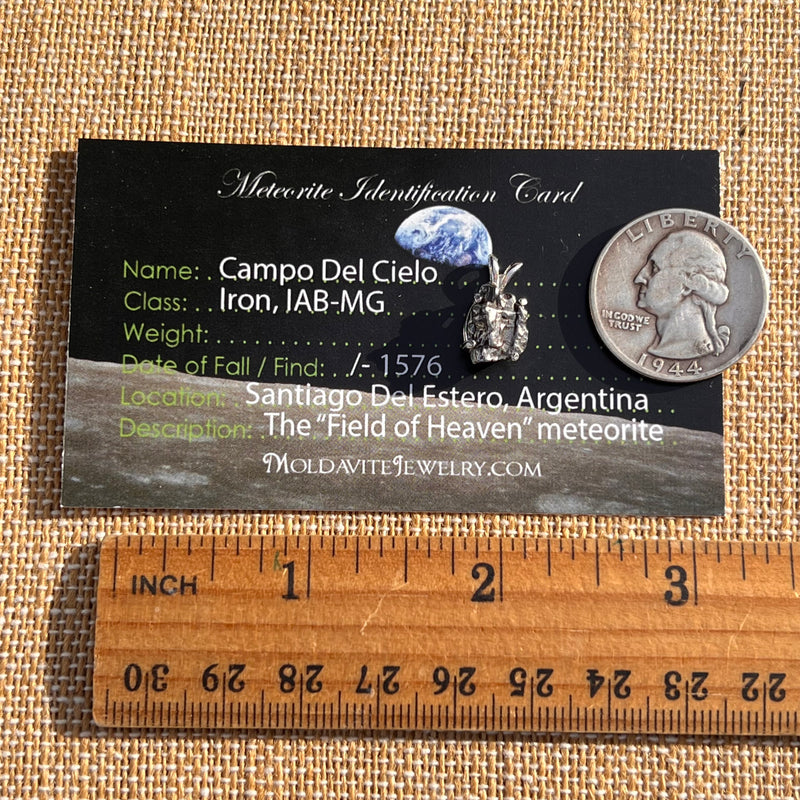 Meteorite Identification Card
Name: Campo Del Cielo
Class: Iron, IAB-MG
Weight:
Date of Fall / Find: /- 1576
Location: Santiago Del Estero, Argentina
Description: The "Field of Heaven" meteorite
MOLDAVITEJEWELRY.COM
LIBERTY
IN GOD WE
TRUST
1944
INCH 1 2 3
30 29 28 27 26 25 24 23 22